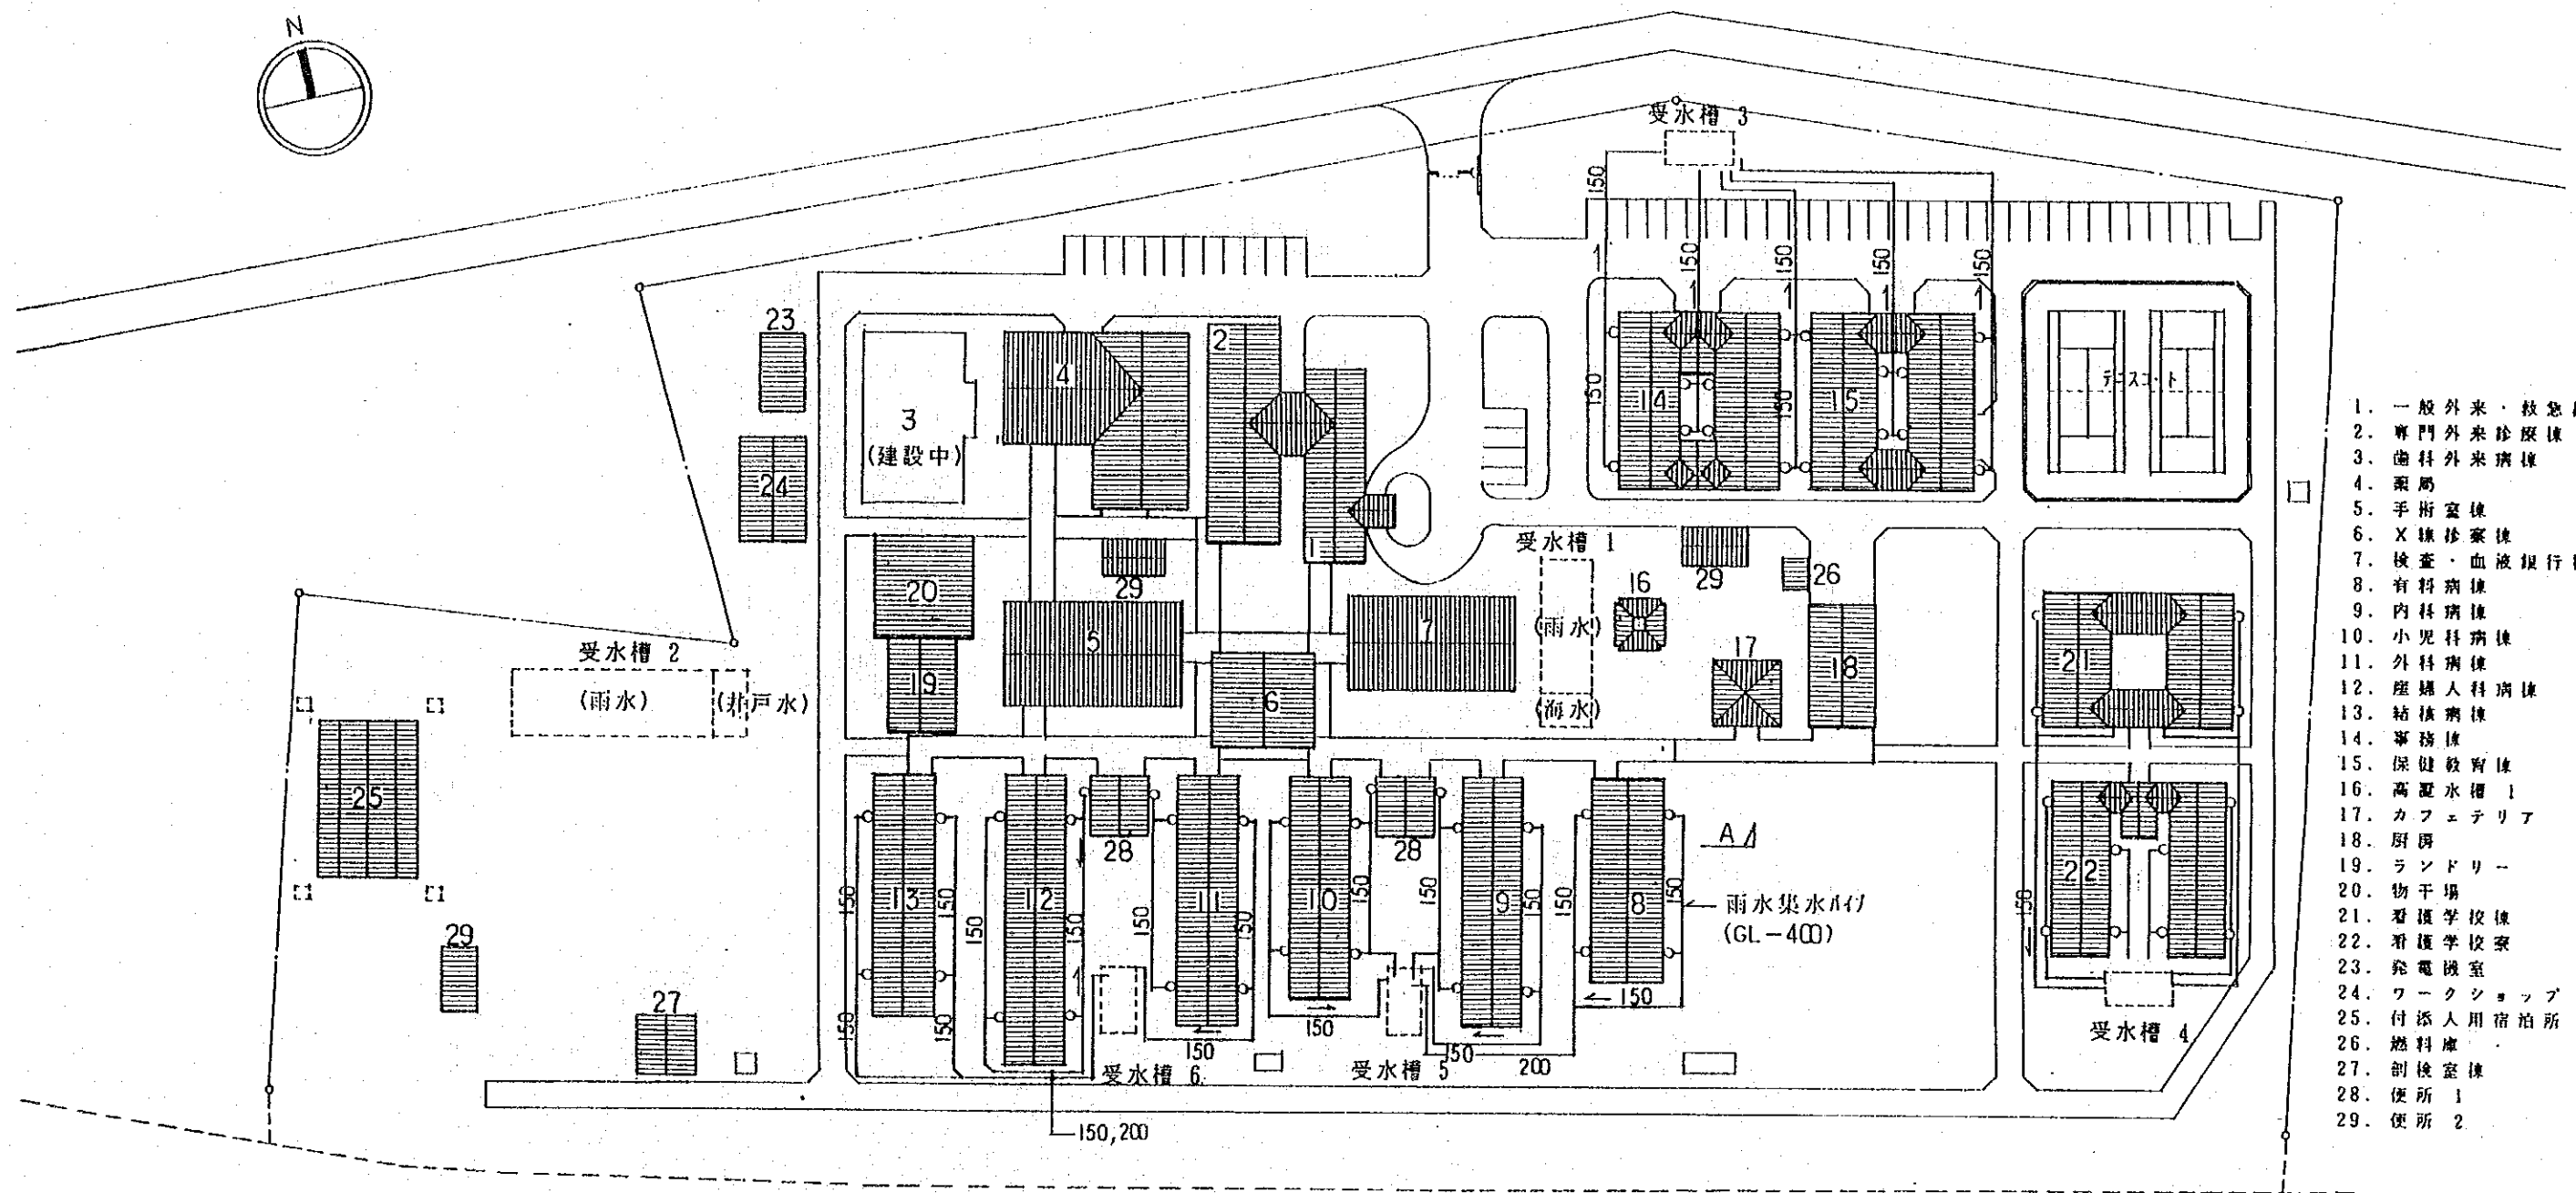 N
受水槽 3
150
150
150
150
150
150
150
23
2
4
14
15
テニスコート
3
(建設中)
24
1
受水槽 1
29
26
20
29
16
5
7
(雨水)
17
21
受水槽 2
19
6
18
(雨水)
(井戸水)
(海水)
25
28
28
A
22
13
12
11
10
9
8
150
150
150
150
150
150
150
150
150
150
150
雨水集水パイプ
(GL-400)
29
27
150
150
150
150
150
150
200
受水槽 6
受水槽 5
受水槽 4
150,200
1. 一般外来・救急
2. 専門外来診療棟
3. 歯科外来病棟
4. 薬局
5. 手術室棟
6. X線診察棟
7. 検査・血液銀行
8. 有料病棟
9. 内科病棟
10. 小児科病棟
11. 外科病棟
12. 産婦人科病棟
13. 結核病棟
14. 事務棟
15. 保健教育棟
16. 高置水槽 1
17. カフェテリア
18. 厨房
19. ランドリー
20. 物干場
21. 看護学校棟
22. 看護学校寮
23. 発電機室
24. ワークショップ
25. 付添人用宿泊所
26. 燃料庫
27. 剖検室棟
28. 便所 1
29. 便所 2